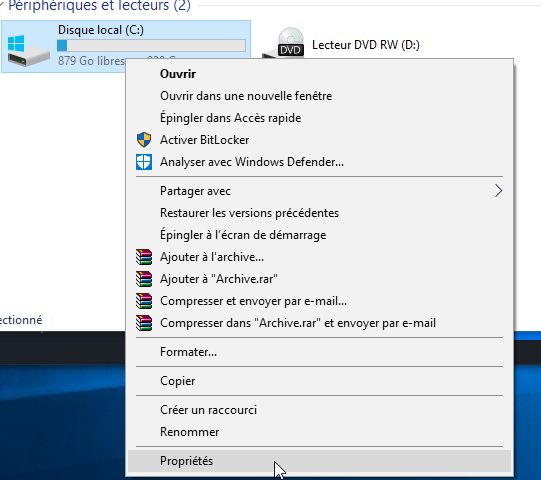 Périphériques et lecteurs (2)
Disque local (C:)
879 Go libres
Lecteur DVD RW (D:)
DVD
Ouvrir
Ouvrir dans une nouvelle fenêtre
Épingler dans Accès rapide
Activer BitLocker
Analyser avec Windows Defender...
Partager avec
Restaurer les versions précédentes
Épingler à l'écran de démarrage
Ajouter à l'archive...
Ajouter à "Archive.rar"
Compresser et envoyer par e-mail...
Compresser dans "Archive.rar" et envoyer par e-mail
ectionné
Formater...
Copier
Créer un raccourci
Renommer
Propriétés